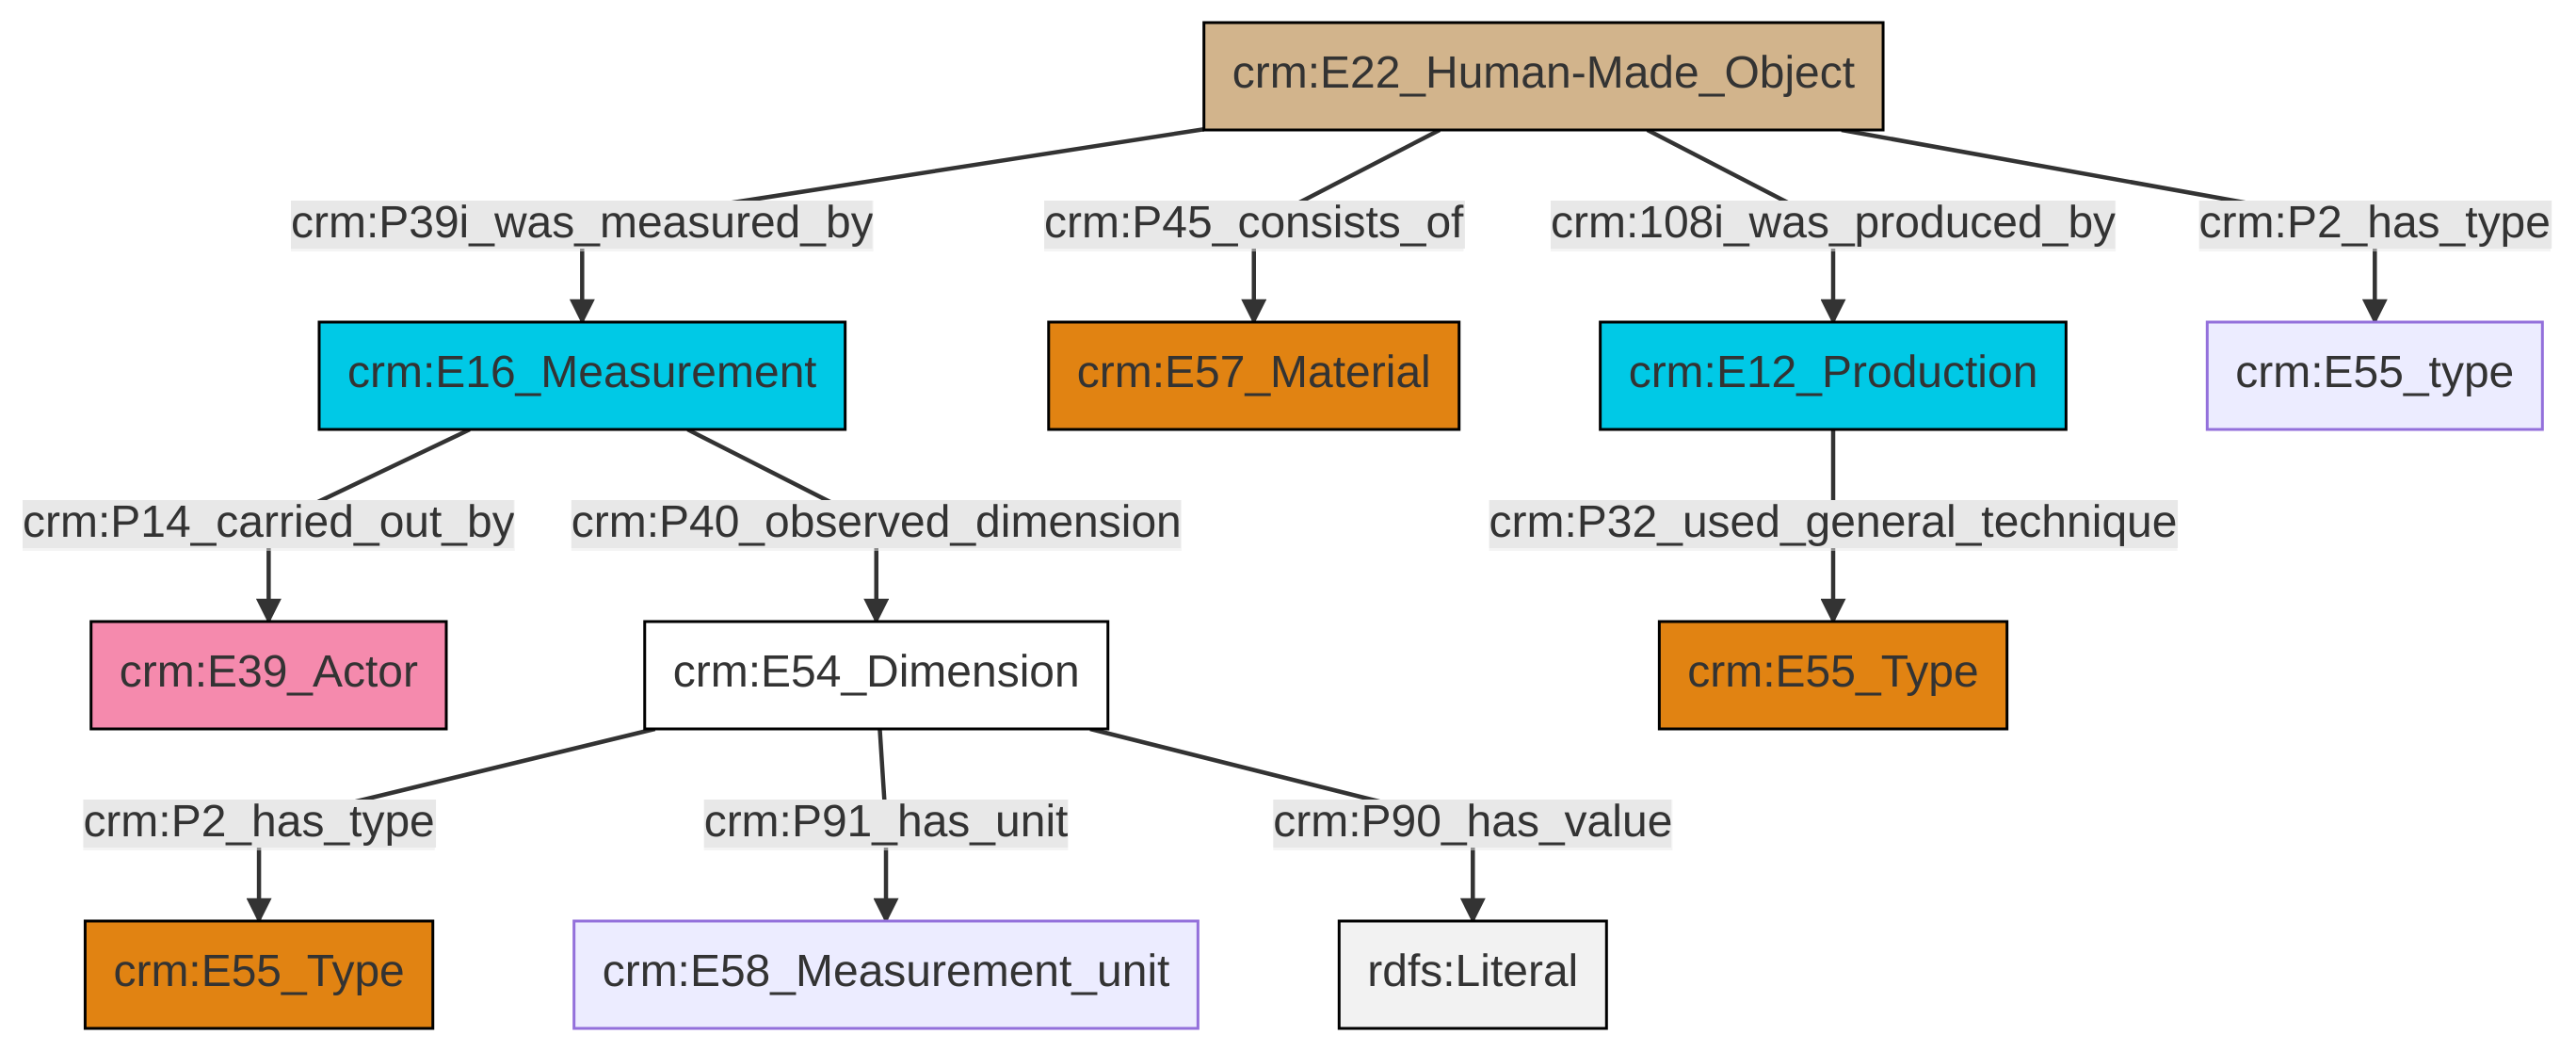 crm:E22_Human-Made_Object
crm:P39i_was_measured_by
crm:P45_consists_of
crm:108i_was_produced_by
crm:P2_has_type
crm:E16_Measurement
crm:E57_Material
crm:E12_Production
crm:E55_type
crm:P14_carried_out_by
crm:P40_observed_dimension
crm:P32_used_general_technique
crm:E39_Actor
crm:E54_Dimension
crm:E55_Type
crm:P2_has_type
crm:P91_has_unit
crm:P90_has_value
crm:E55_Type
crm:E58_Measurement_unit
rdfs:Literal